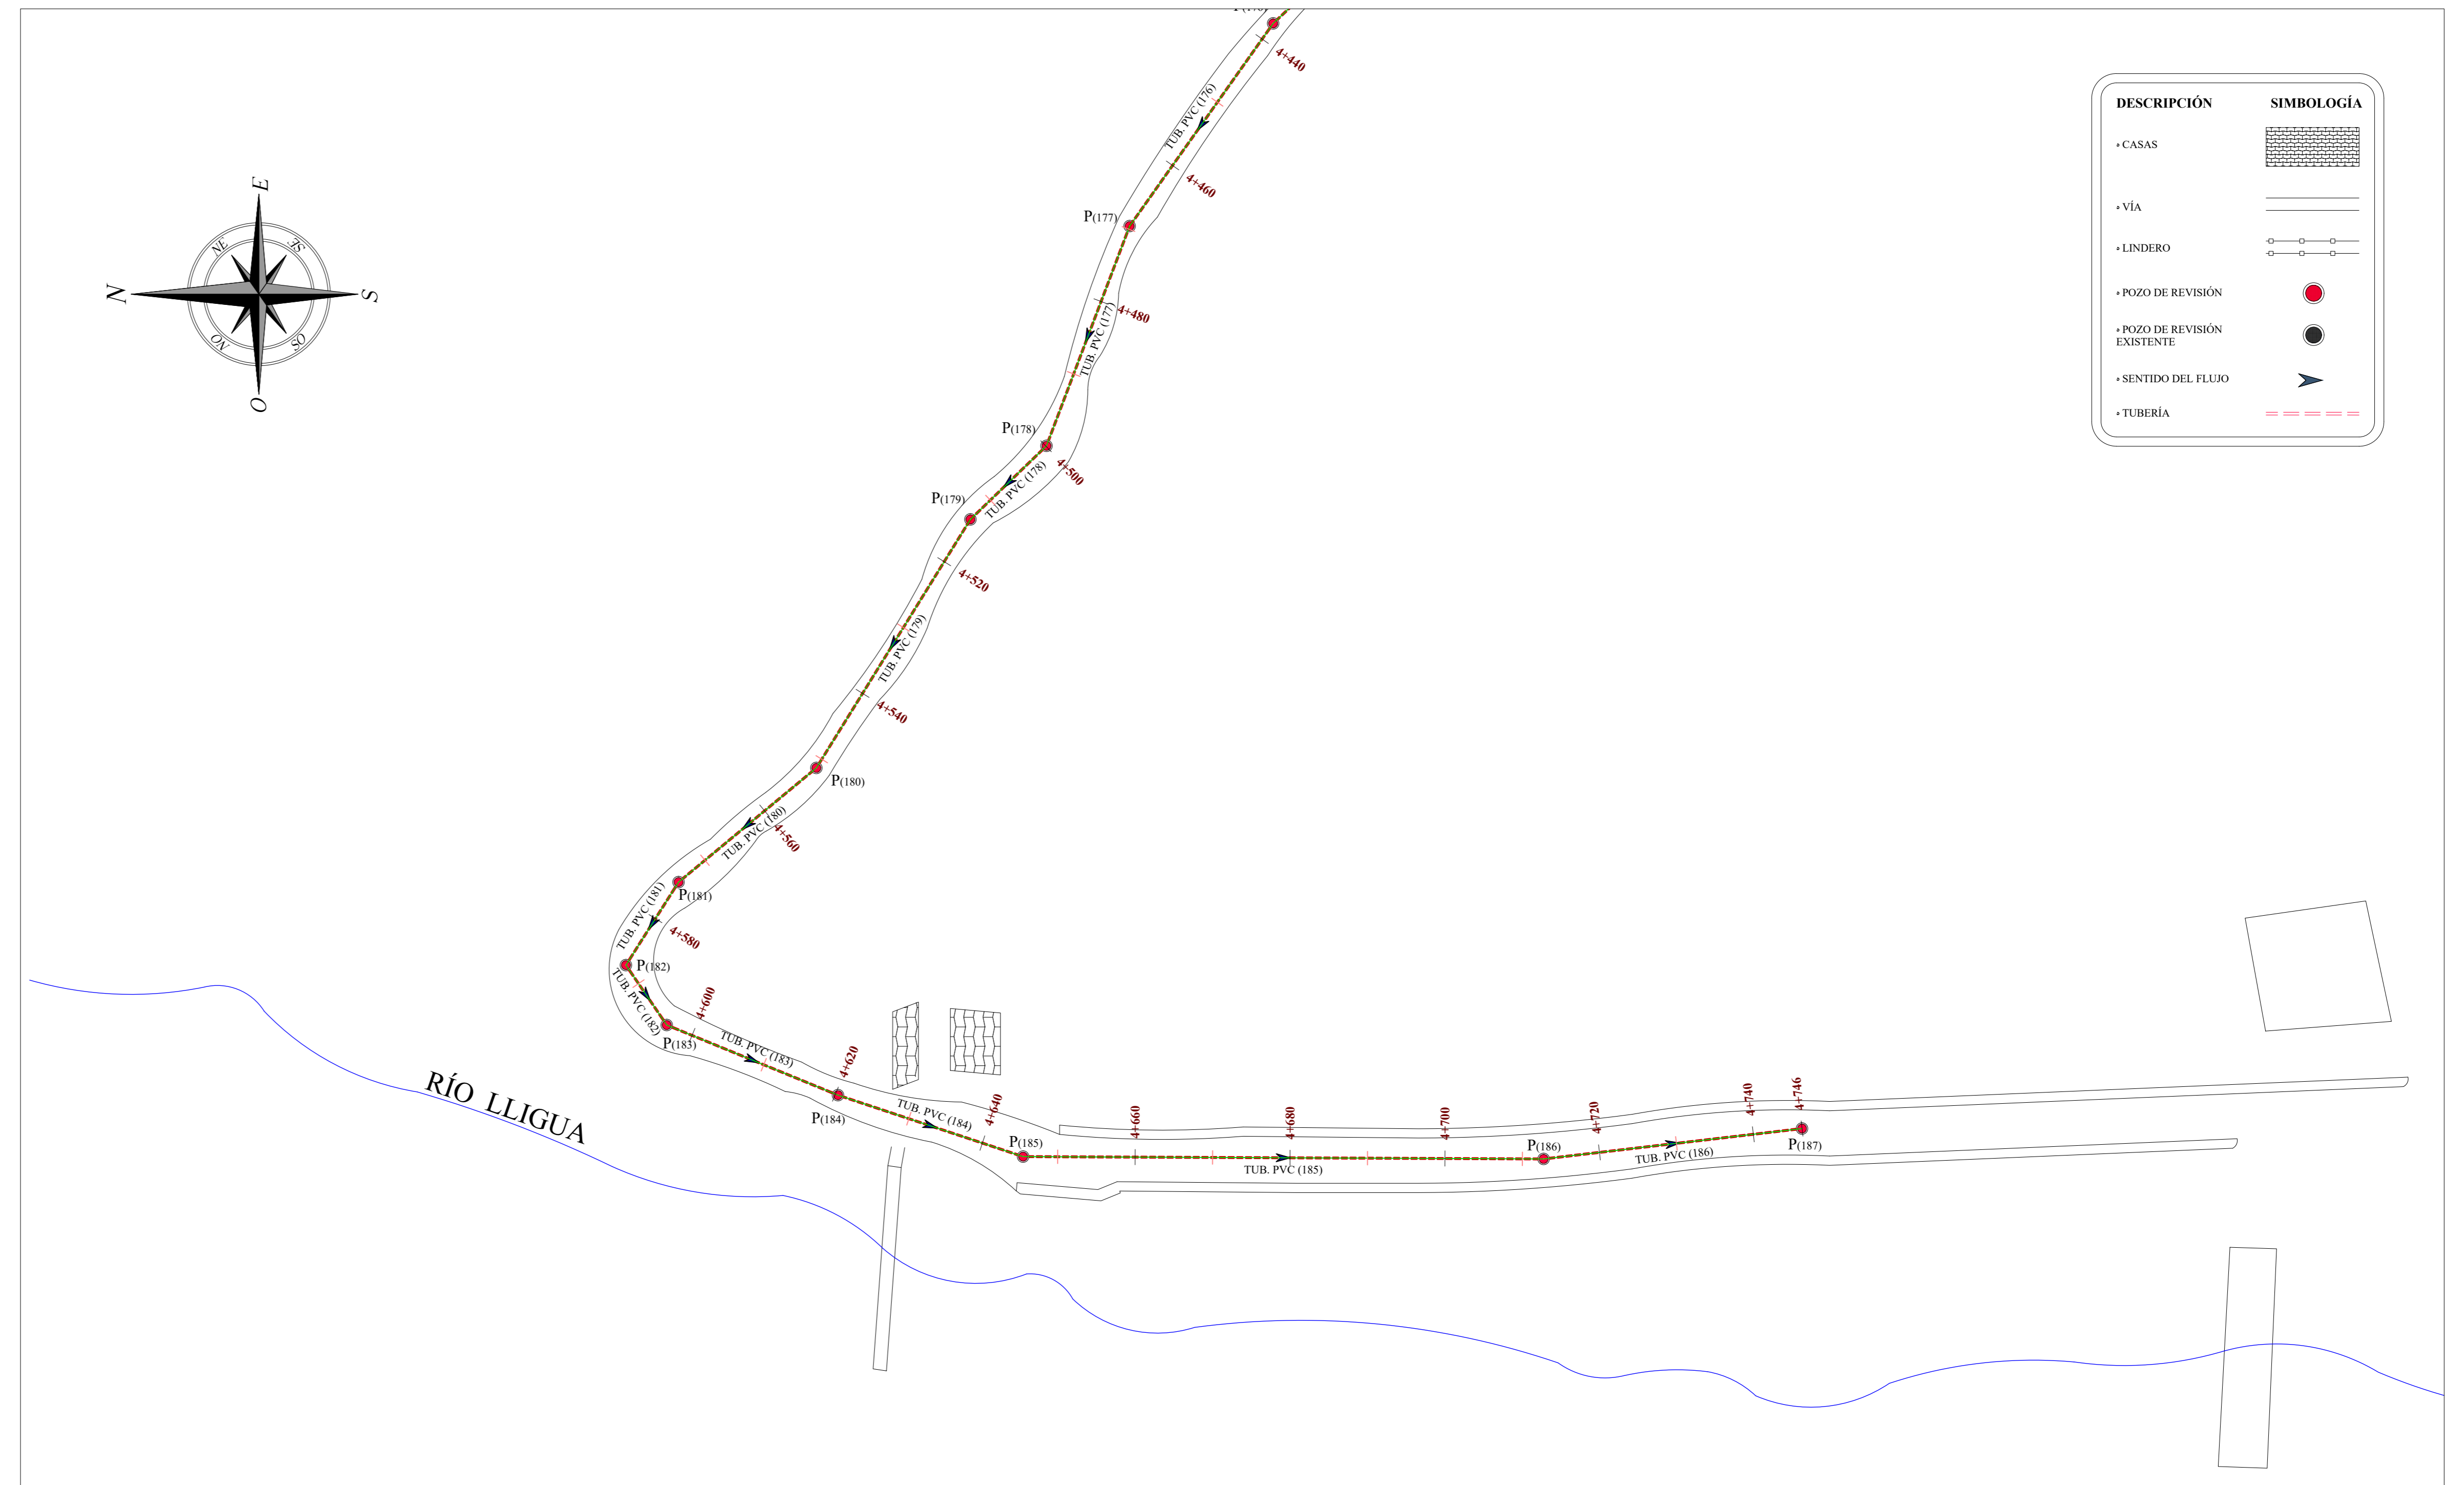 4+440
TUB. PVC (176)
4+460
P(177)
4+480
TUB. PVC (177)
P(178)
4+500
TUB. PVC (178)
P(179)
4+520
TUB. PVC (179)
4+540
P(180)
TUB. PVC (180)
4+560
P(181)
TUB. PVC (181)
4+580
P(182)
TUB. PVC (182)
P(183)
4+600
TUB. PVC (183)
4+620
P(184)
TUB. PVC (184)
4+640
P(185)
4+660
4+680
TUB. PVC (185)
4+700
P(186)
4+720
TUB. PVC (186)
4+740
4+746
P(187)
RÍO LLIGUA
E
NE
SE
N
S
NO
SO
O
DESCRIPCIÓN SIMBOLOGÍA
CASAS
VÍA
LINDERO
POZO DE REVISIÓN
POZO DE REVISIÓN
EXISTENTE
SENTIDO DEL FLUJO
TUBERÍA